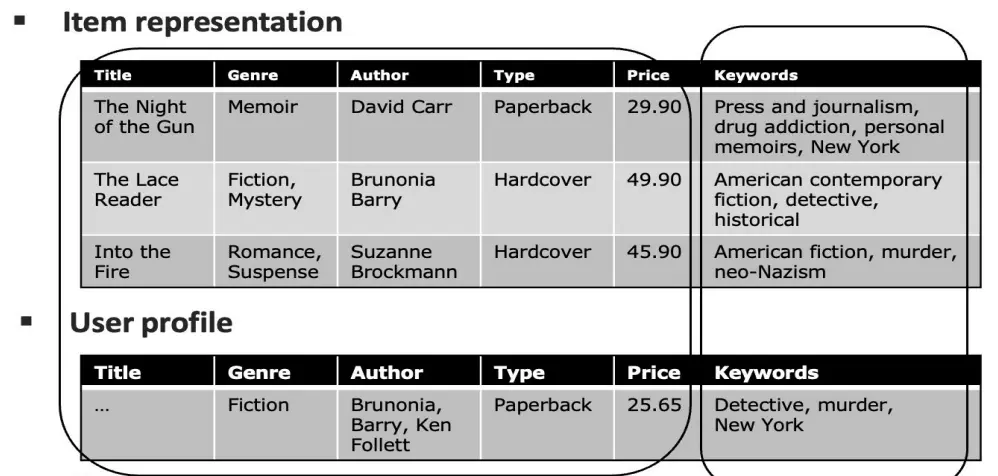 ▪ Item representation
Title Genre Author Type Price Keywords
The Night Memoir David Carr Paperback 29.90 Press and journalism,
of the Gun drug addiction, personal
memoirs, New York
The Lace Fiction, Brunonia Hardcover 49.90 American contemporary
Reader Mystery Barry fiction, detective,
historical
Into the Romance, Suzanne Hardcover 45.90 American fiction, murder,
Fire Suspense Brockmann neo-Nazism
▪ User profile
Title Genre Author Type Price Keywords
... Fiction Brunonia, Paperback 25.65 Detective, murder,
Barry, Ken New York
Follett